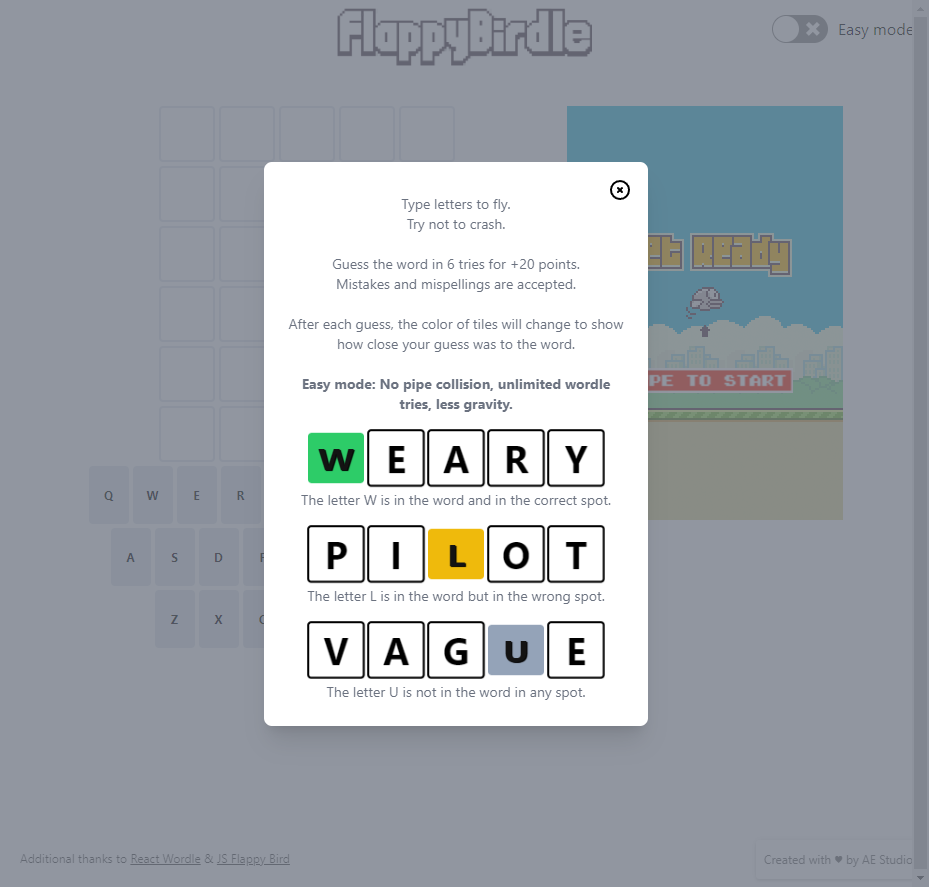 FlappyBirdle
Easy mode
Type letters to fly.
Try not to crash.
Guess the word in 6 tries for +20 points.
Mistakes and mispellings are accepted.
After each guess, the color of tiles will change to show
how close your guess was to the word.
Easy mode: No pipe collision, unlimited wordle
tries, less gravity.
W E A R Y
The letter W is in the word and in the correct spot.
P I L O T
The letter L is in the word but in the wrong spot.
V A G U E
The letter U is not in the word in any spot.
et Ready
PE TO START
Q W E R
A S D
Z X
Additional thanks to React Wordle & JS Flappy Bird
Created with ♥ by AE Studio